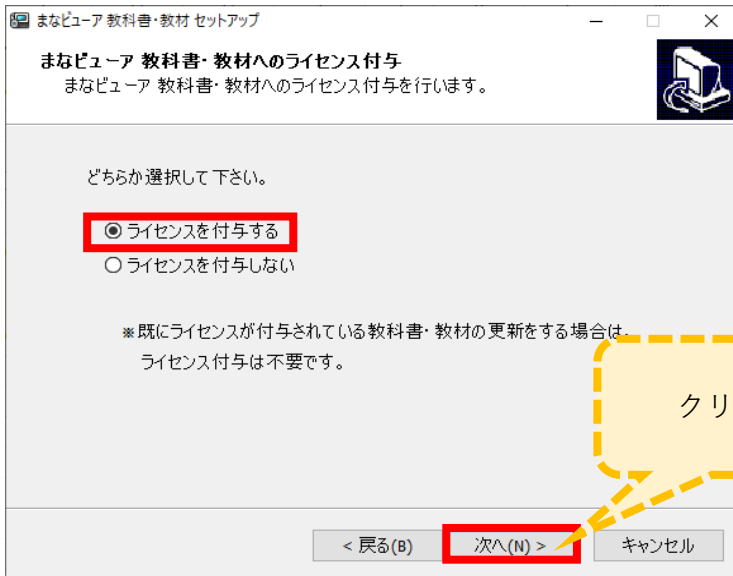 まなビューア 教科書・教材 セットアップ
まなビューア 教科書・教材へのライセンス付与
まなビューア 教科書・教材へのライセンス付与を行います。
どちらか選択して下さい。
ライセンスを付与する
ライセンスを付与しない
※既にライセンスが付与されている教科書・教材の更新をする場合は、
ライセンス付与は不要です。
クリ
< 戻る(B)
次へ(N) >
キャンセル